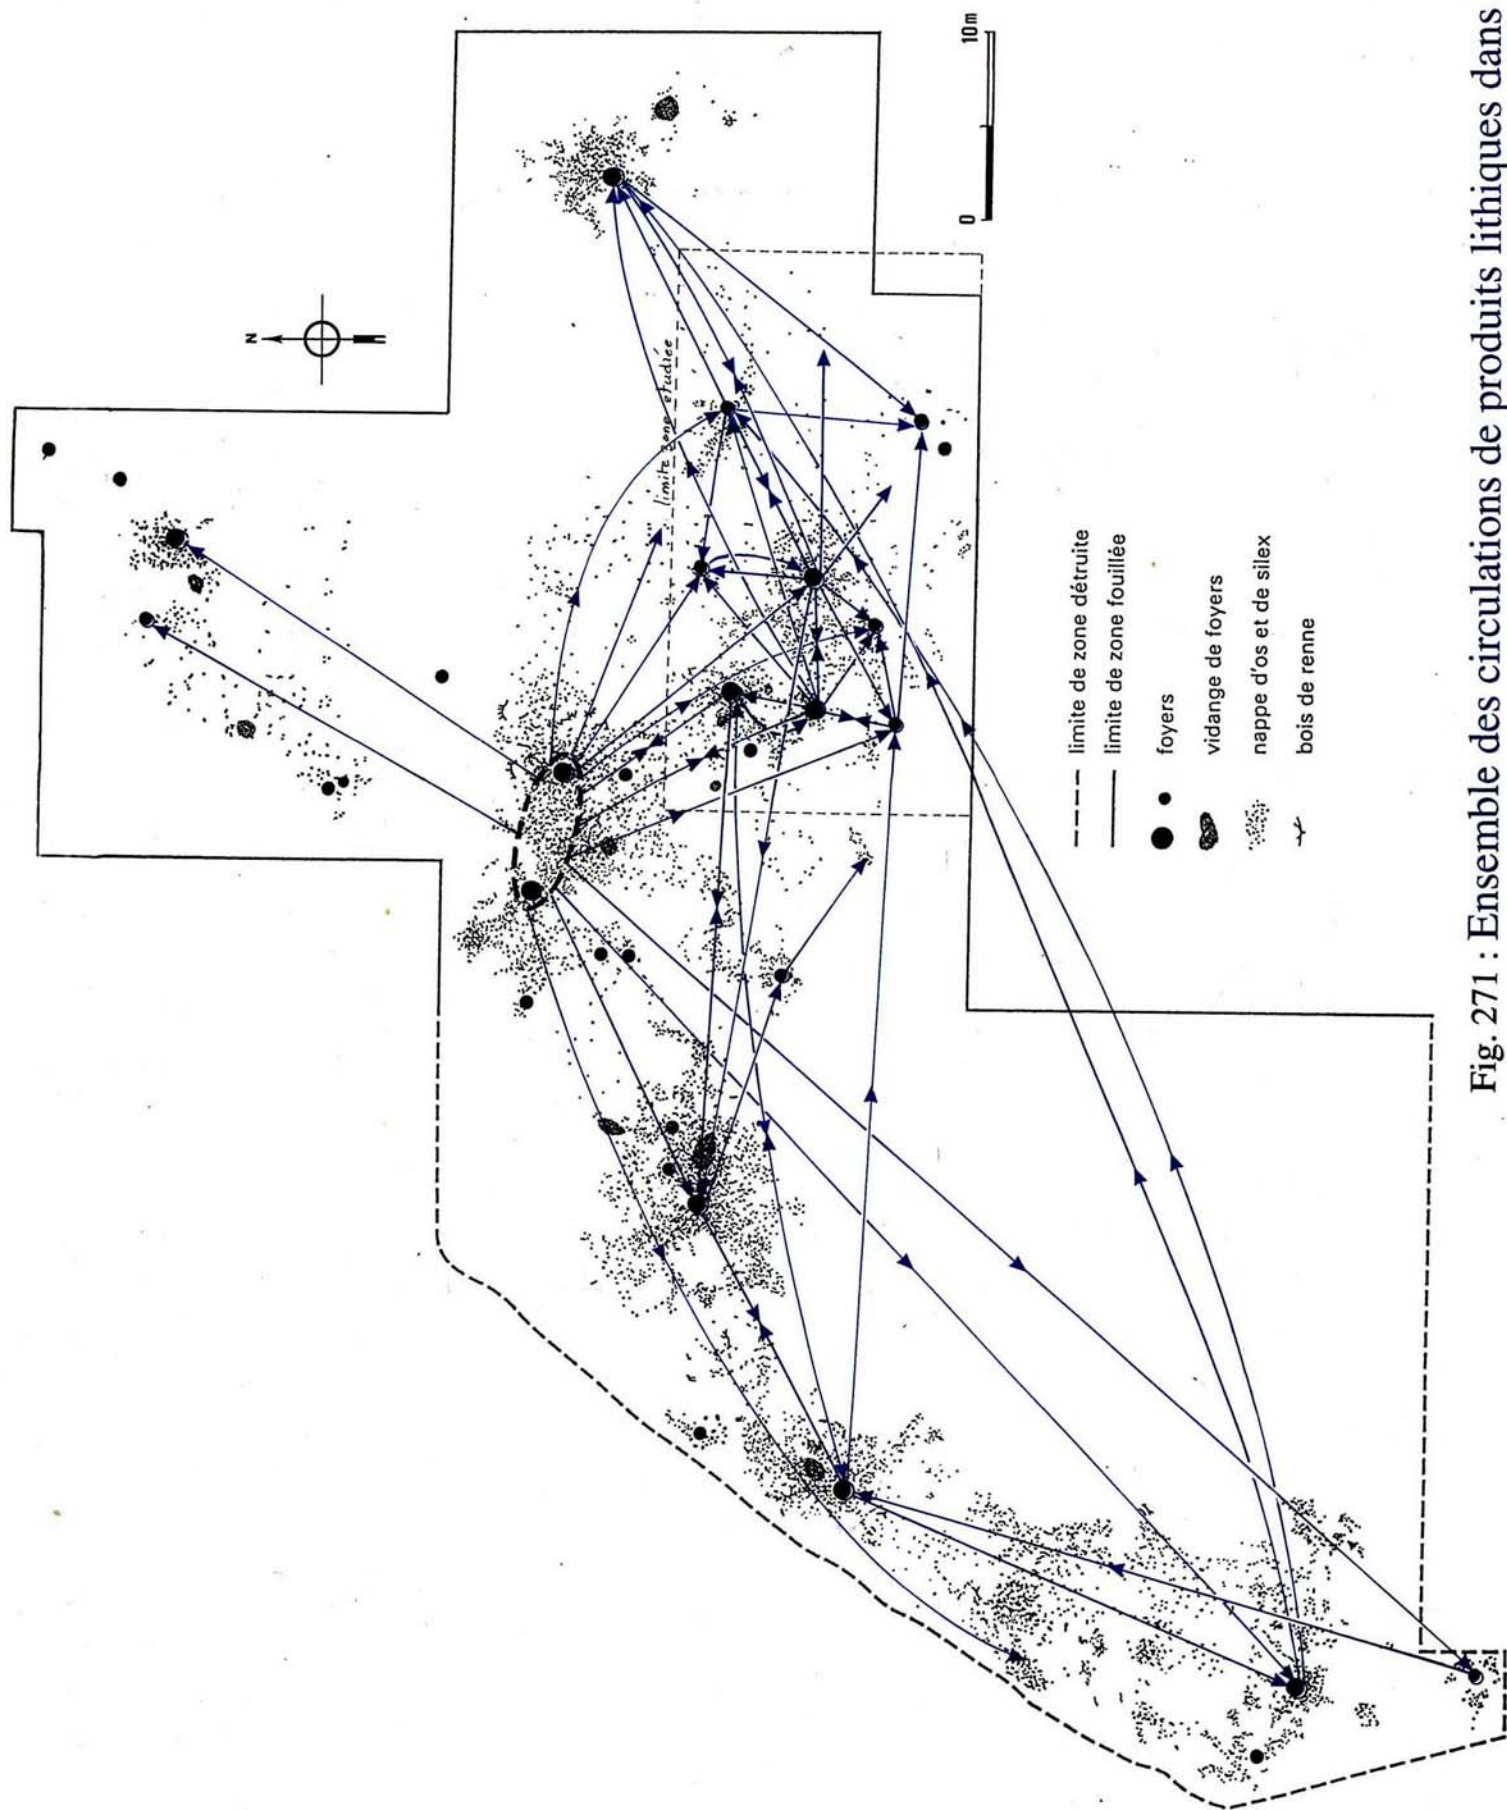 N
limite zone étudiée
0 10m
limite de zone détruite
limite de zone fouillée
foyers
vidange de foyers
nappe d'os et de silex
bois de renne
Fig. 271 : Ensemble des circulations de produits lithiques dans